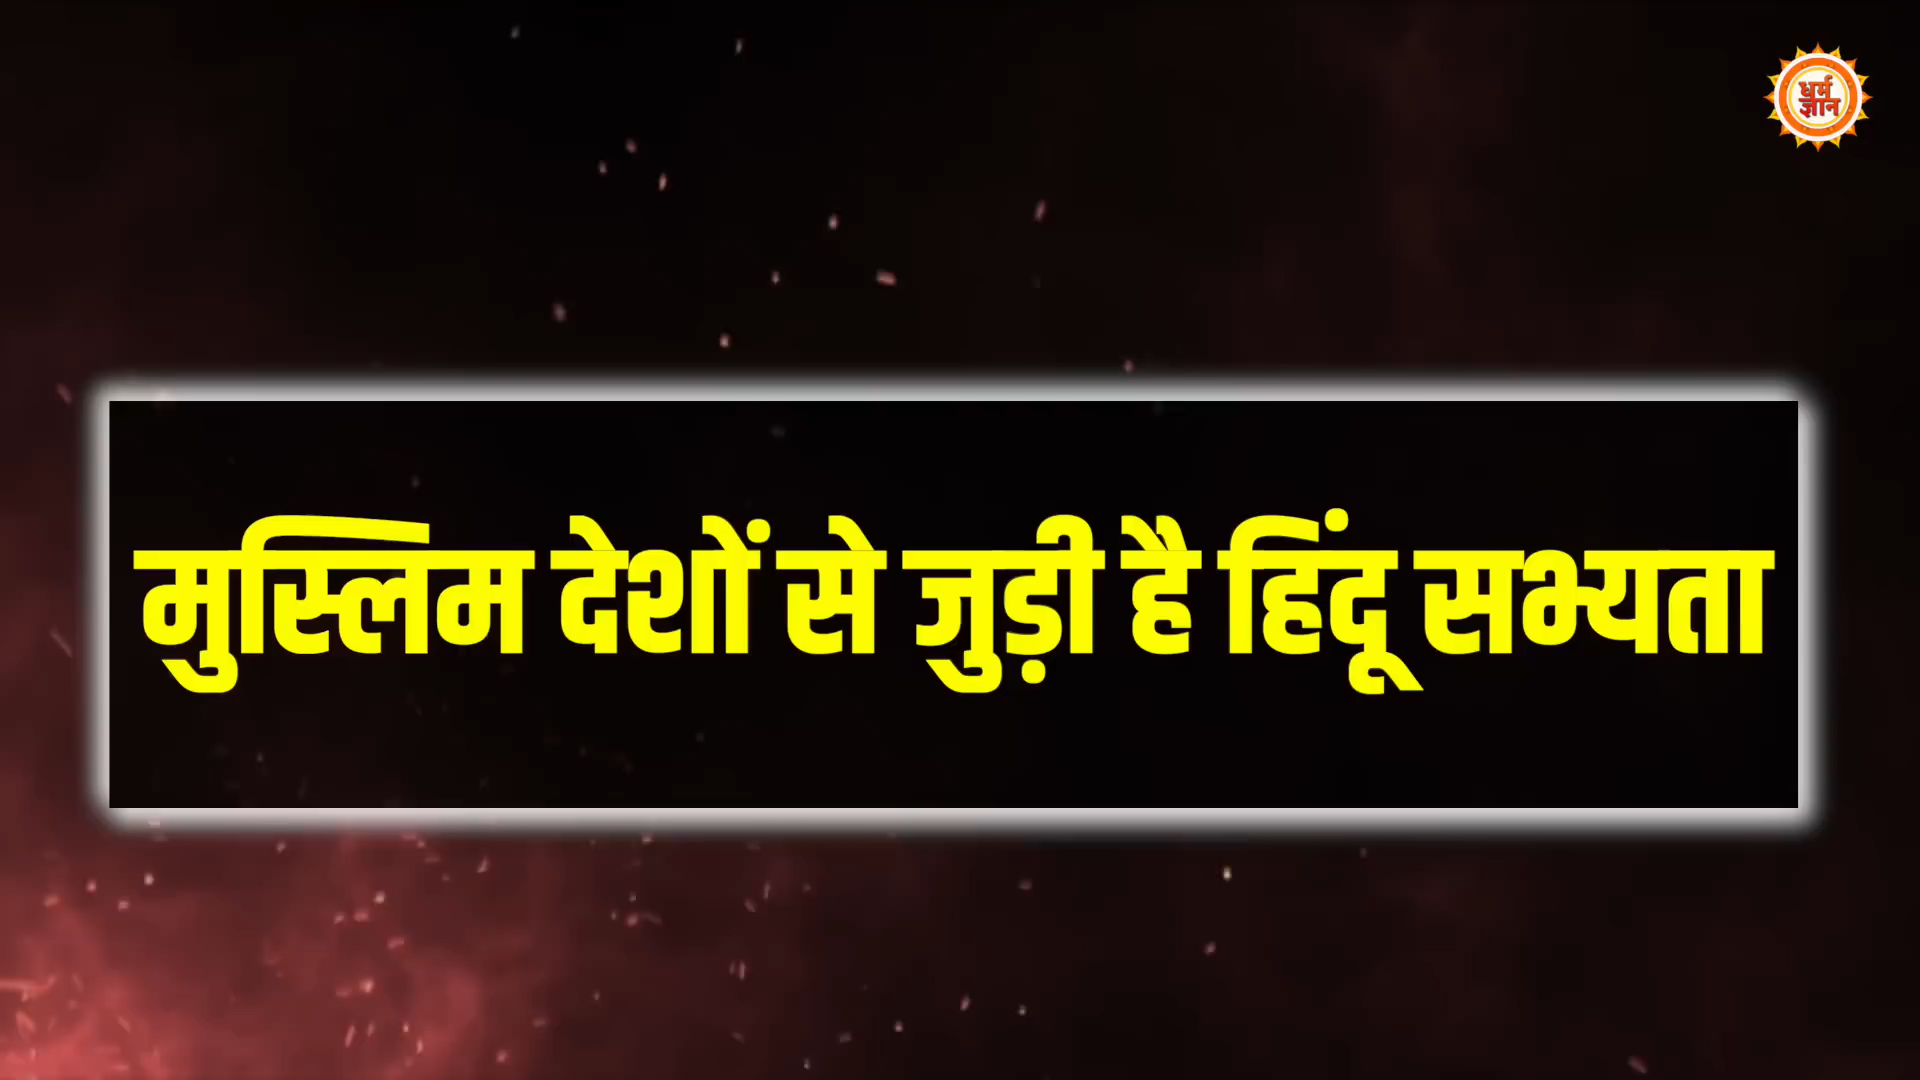 धर्म
ज्ञान
मुस्लिम देशों से जुड़ी है हिंदू सभ्यता